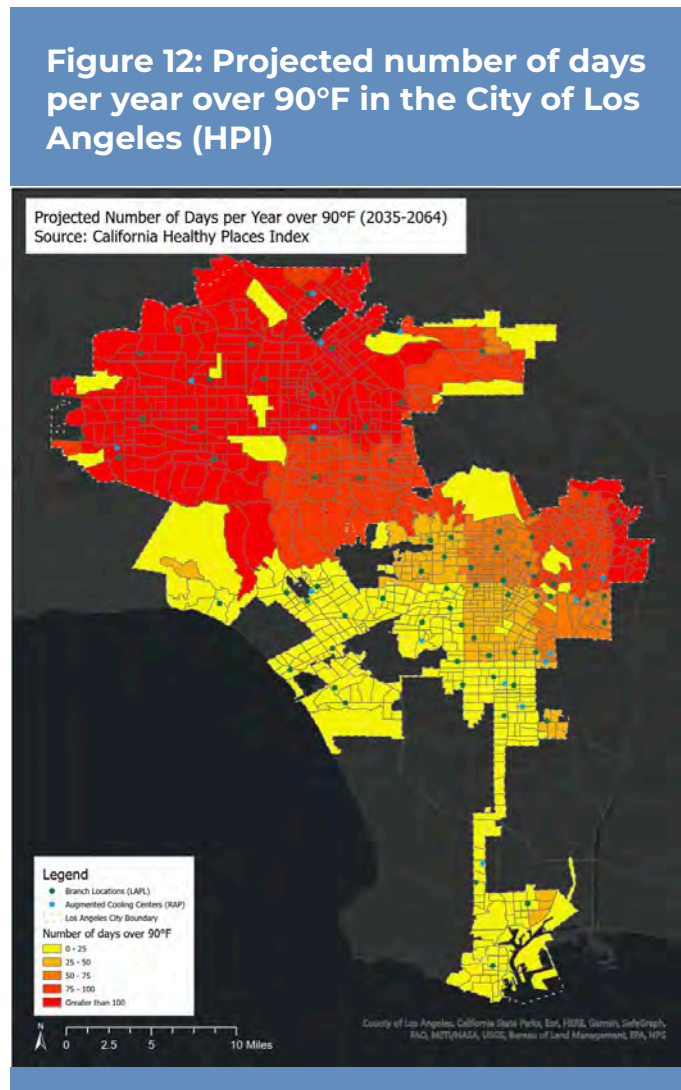 Figure 12: Projected number of days
per year over 90°F in the City of Los
Angeles (HPI)
Projected Number of Days per Year over 90°F (2035-2064)
Source: California Healthy Places Index
Legend
Branch Locations (LAPL)
Augmented Cooling Centers (RAP)
Los Angeles City Boundary
Number of days over 90°F
0 - 25
25 - 50
50 - 75
75 - 100
Greater than 100
N
0 2.5 5 10 Miles
County of Los Angeles, California State Parks, Esri, HERE, Garmin, SafeGraph,
FAO, METI/NASA, USGS, Bureau of Land Management, EPA, NPS